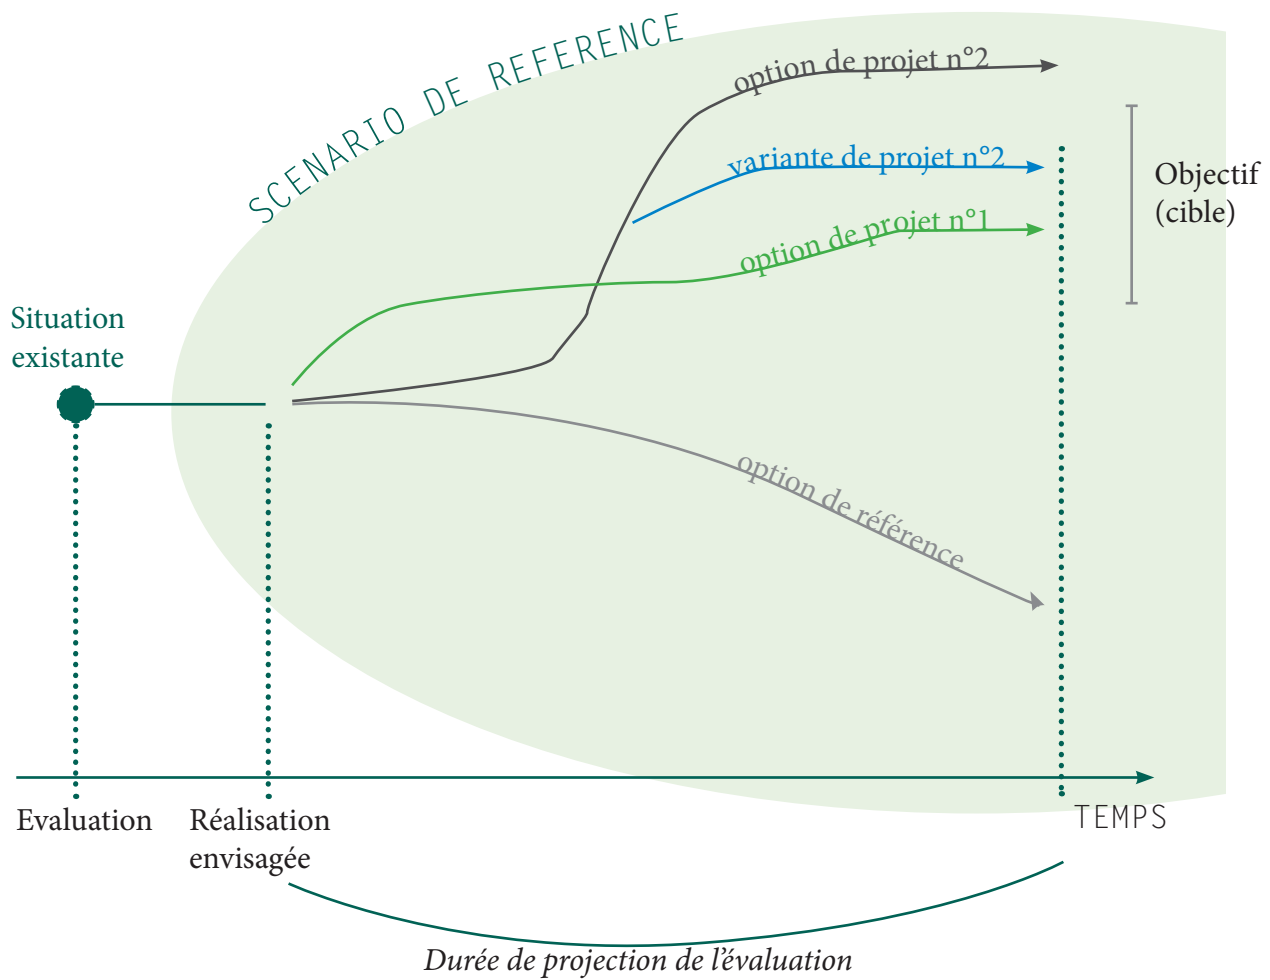 SCENARIO DE REFERENCE
option de projet n°2
variante de projet n°2
Objectif
(cible)
option de projet n°1
Situation
existante
option de référence
Evaluation
Réalisation
envisagée
TEMPS
Durée de projection de l'évaluation